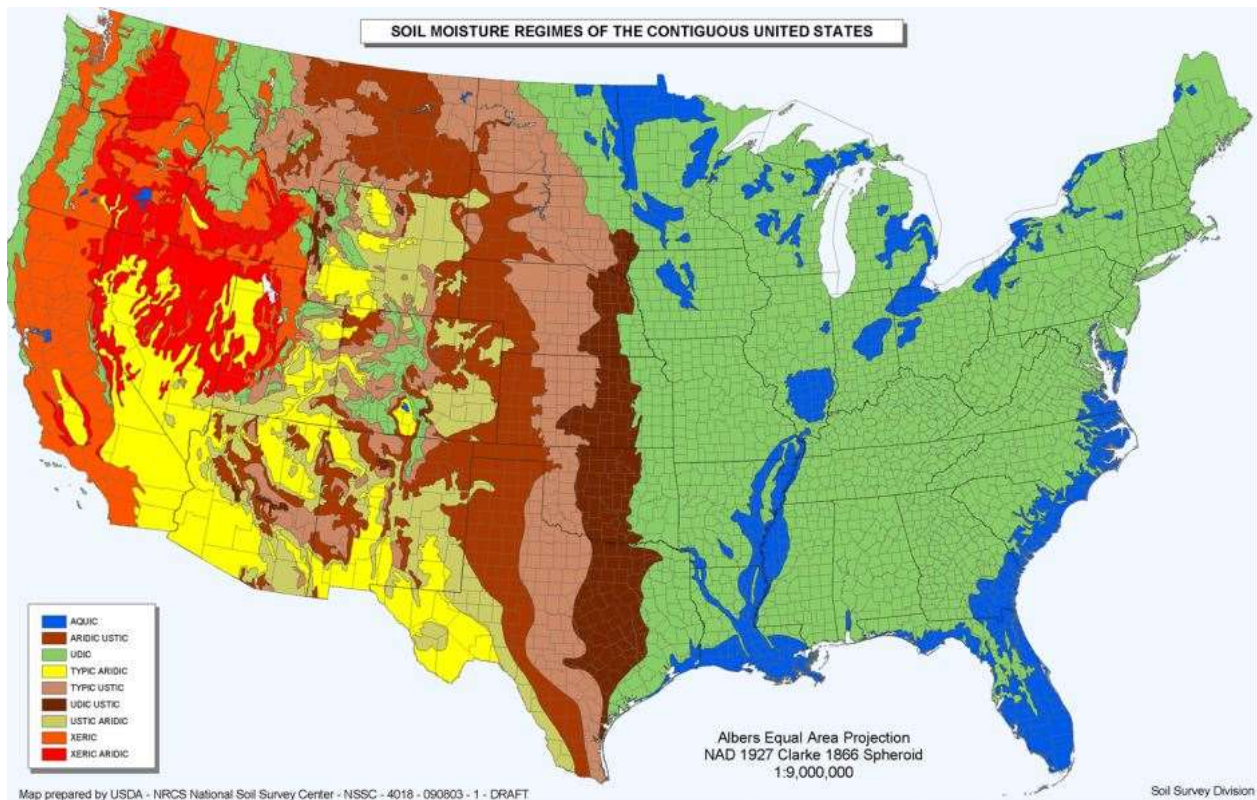 SOIL MOISTURE REGIMES OF THE CONTIGUOUS UNITED STATES
AQUIC
ARIDIC USTIC
UDIC
TYPIC ARIDIC
TYPIC USTIC
UDIC USTIC
USTIC ARIDIC
XERIC
XERIC ARIDIC
Albers Equal Area Projection
NAD 1927 Clarke 1866 Spheroid
1:9,000,000
Map prepared by USDA - NRCS National Soil Survey Center - NSSC - 4018 - 090803 - 1 - DRAFT
Soil Survey Division